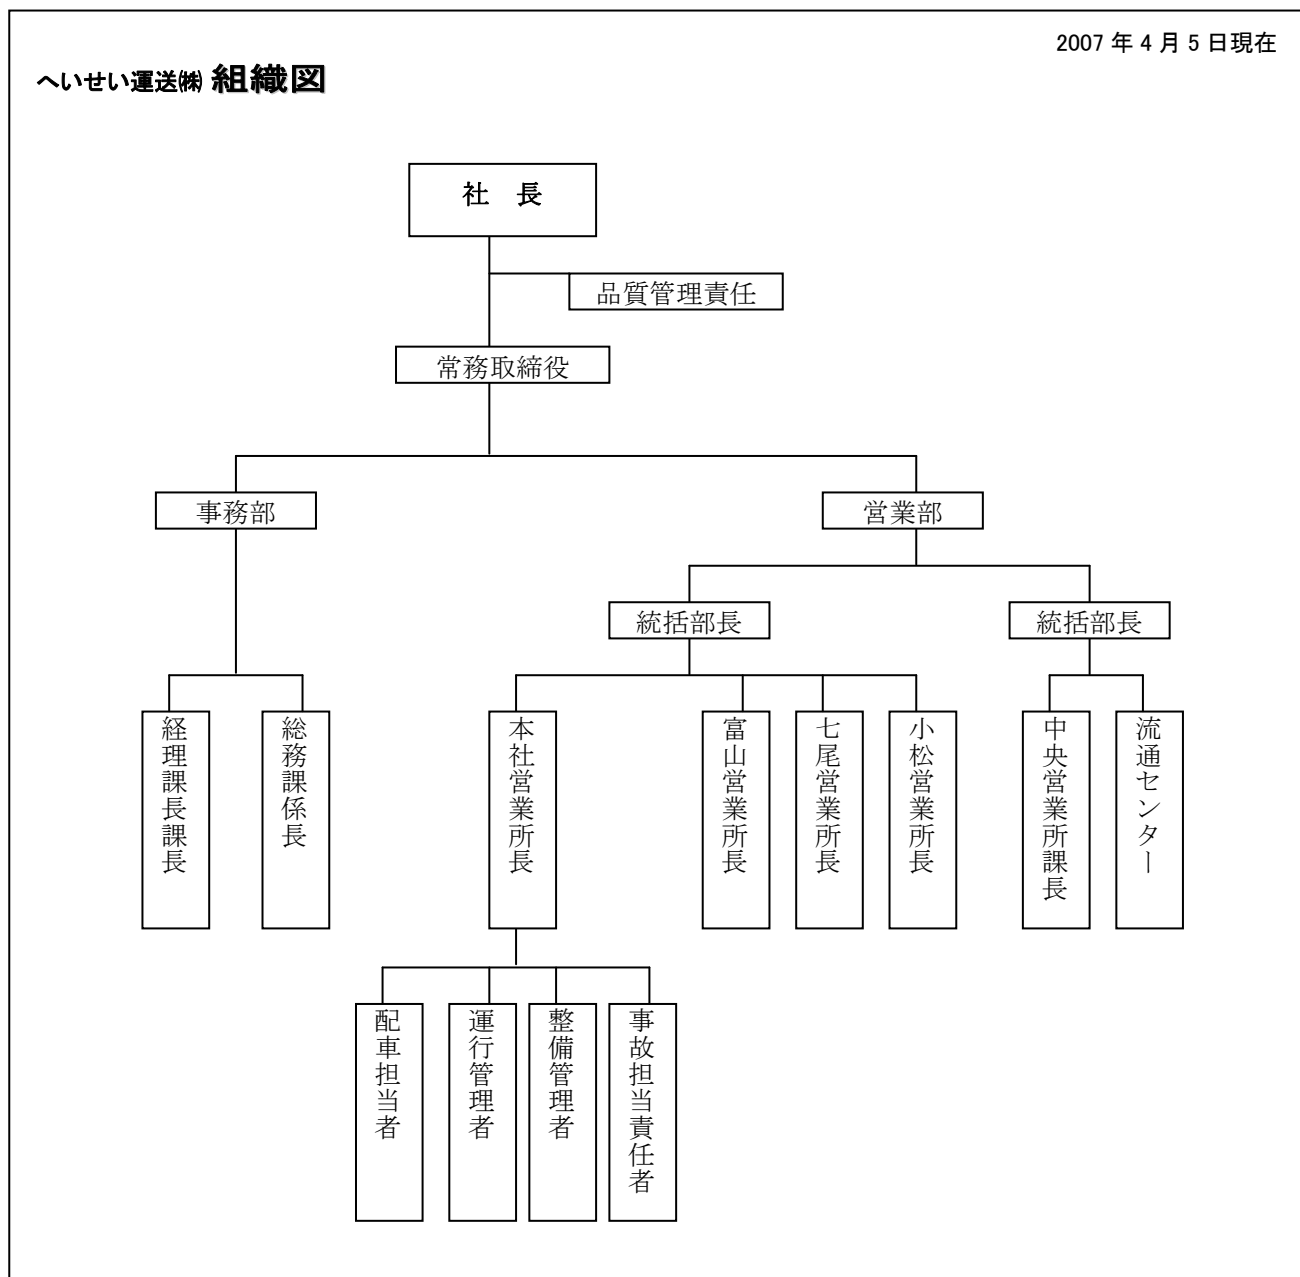 2007年4月5日現在
へいせい運送㈱ 組織図
社 長
品質管理責任
常務取締役
事務部
営業部
統括部長
統括部長
経理課長課長
総務課係長
本社営業所長
富山営業所長
七尾営業所長
小松営業所長
中央営業所課長
流通センター
配車担当者
運行管理者
整備管理者
事故担当責任者